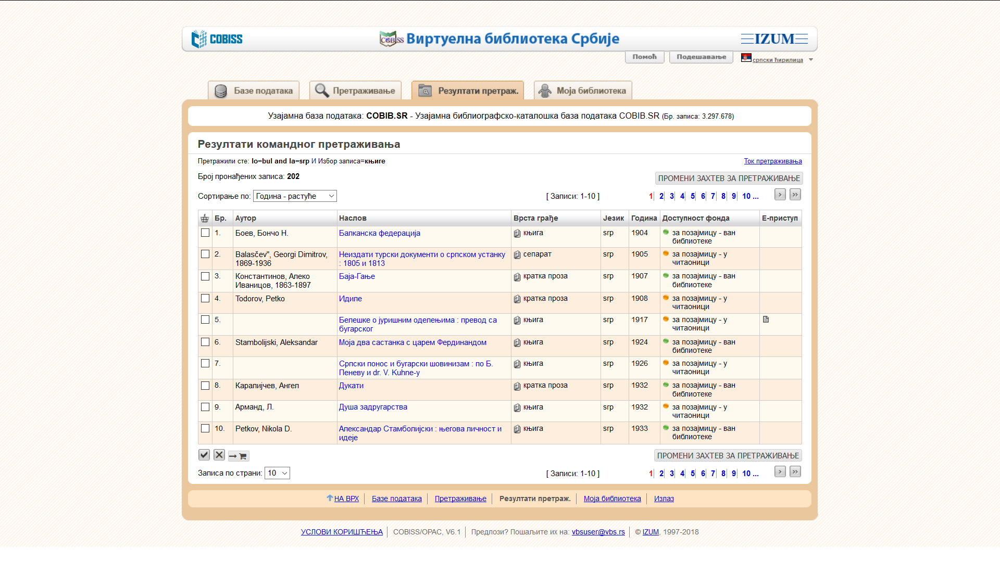 COBISS
COBISS Виртуелна библиотека Србије
IZUM
Помоћ Подешавање српски ћирилица
Базе података Претраживање Резултати претраж. Моја библиотека
Узајамна база података: COBIB.SR - Узајамна библиографско-каталошка база података COBIB.SR (Бр. записа: 3.297.678)
Резултати командног претраживања
Претражили сте: lo=bul and la=srp И Избор записа=књиге Ток претраживања
Број пронађених записа: 202
ПРОМЕНИ ЗАХТЕВ ЗА ПРЕТРАЖИВАЊЕ
Сортирање по: Година - растуће [ Записи: 1-10 ] 1 2 3 4 5 6 7 8 9 10 ... > >>
Бр. Аутор Наслов Врста грађе Језик Година Доступност фонда Е-приступ
1. Боев, Бончо Н. Балканска федерација књига srp 1904 за позајмицу - ван
библиотеке
2. Balasčev", Georgi Dimitrov, Неиздати турски документи о српском устанку сепарат srp 1905 за позајмицу - у
1869-1936 : 1805 и 1813 читаоници
3. Константинов, Алеко Баја-Гање кратка проза srp 1907 за позајмицу - ван
Иваницов, 1863-1897 библиотеке
4. Todorov, Petko Идиле кратка проза srp 1908 за позајмицу - у
читаоници
5. Белешке о јуришним оделењима : превод са књига srp 1917 за позајмицу - у
бугарског читаоници
6. Stambolijski, Aleksandar Моја два састанка с царем Фердинандом књига srp 1924 за позајмицу - ван
библиотеке
7. Српски понос и бугарски шовинизам : по Б. књига srp 1926 за позајмицу - у
Пеневу и dr. V. Kuhne-у читаоници
8. Каралијчев, Ангел Дукати кратка проза srp 1932 за позајмицу - ван
библиотеке
9. Арманд, Л. Душа задругарства књига srp 1932 за позајмицу - у
читаоници
10. Petkov, Nikola D. Александар Стамболијски : његова личност и књига srp 1933 за позајмицу - ван
идеје библиотеке
ПРОМЕНИ ЗАХТЕВ ЗА ПРЕТРАЖИВАЊЕ
Записа по страни: 10 [ Записи: 1-10 ] 1 2 3 4 5 6 7 8 9 10 ... > >>
НА ВРХ Базе података Претраживање Резултати претраж. Моја библиотека Излаз
УСЛОВИ КОРИШЋЕЊА COBISS/OPAC, V6.1 Предлози? Пошаљите их на: vbsuser@vbs.rs © IZUM, 1997-2018